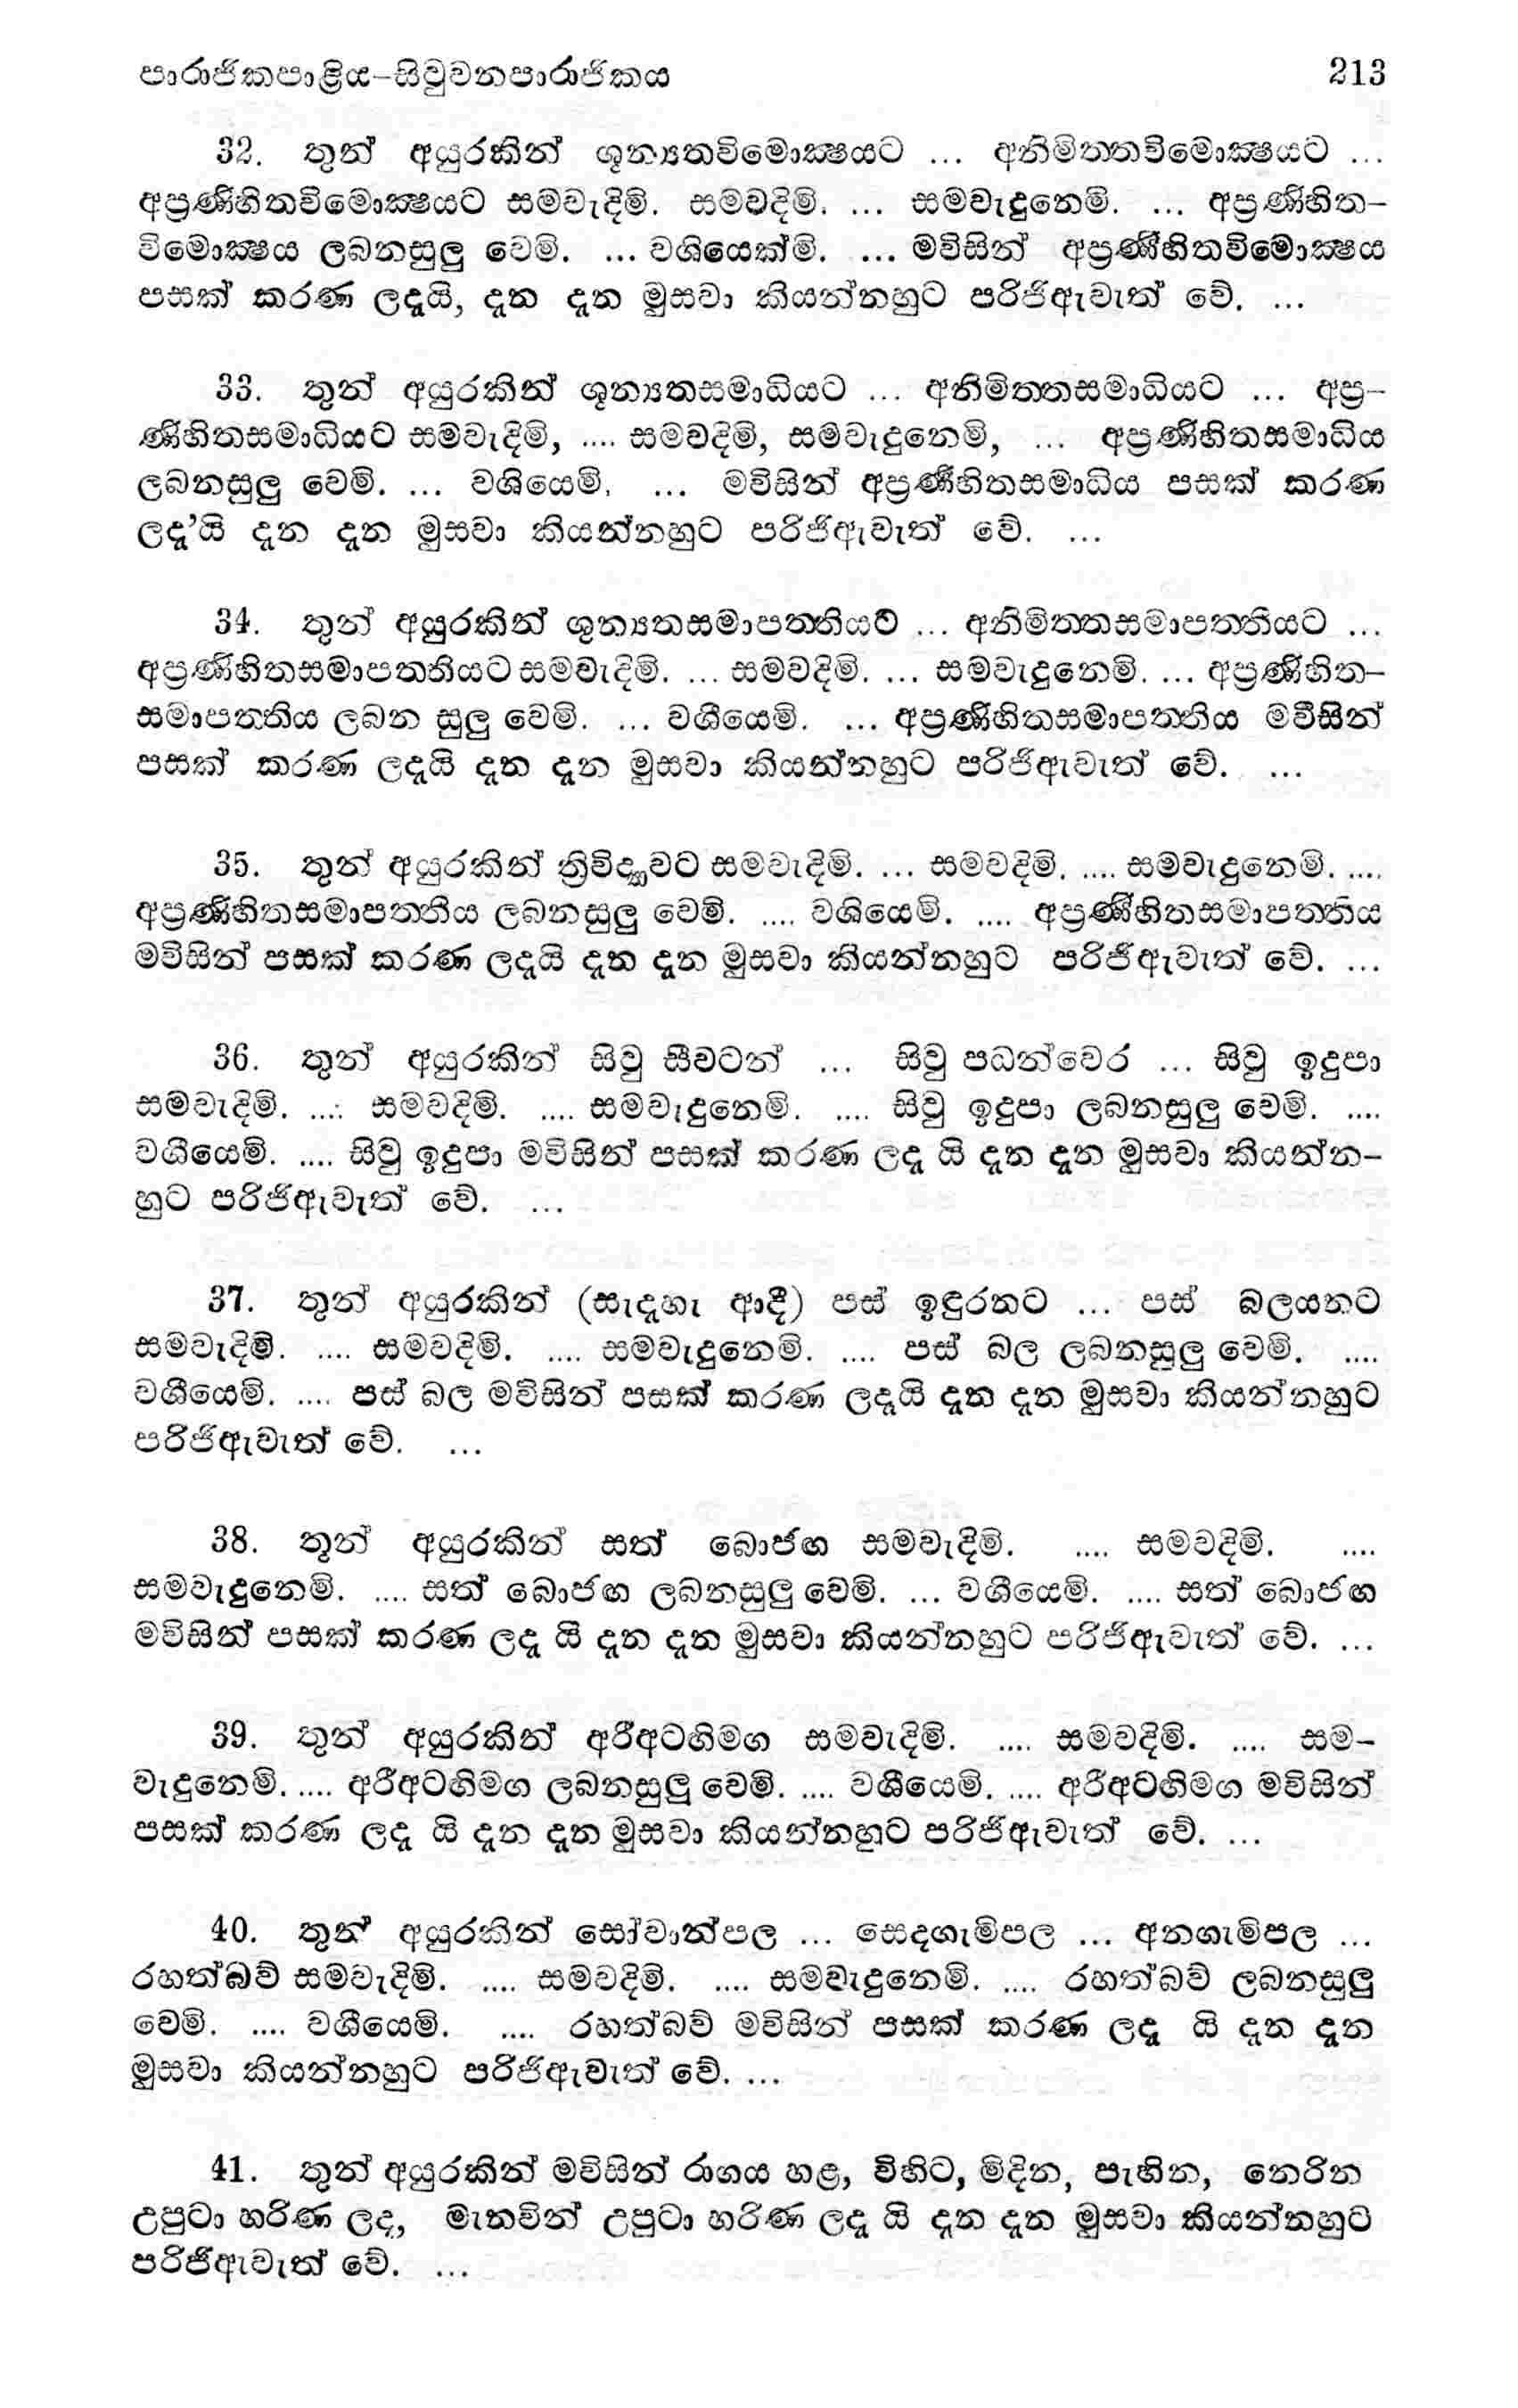 පාරාජිකපාළිය-සිවුවනපාරාජිකය 213
32. තුන් අයුරකින් ශුන්‍යතවිමොක්‍ෂයට ... අනිමිත්තවිමොක්‍ෂයට ...
අප්‍රණිහිතවිමොක්‍ෂයට සමවැදිමි. සමවදිමි. ... සමවැදුනෙමි. ... අප්‍රණිහිත-
විමොක්‍ෂය ලබනසුලු වෙමි. ... වශියෙක්මි. ... මවිසින් අප්‍රණිහිතවිමොක්‍ෂය
පසක් කරණ ලදැයි, දැන දැන මුසවා කියන්නහුට පරිජිඇවැත් වේ. ...
33. තුන් අයුරකින් ශූන්‍යතසමාධියට ... අනිමිත්තසමාධියට ... අප්‍ර-
ණිහිතසමාධියට සමවැදිමි, .... සමවදිමි, සමවැදුනෙමි, ... අප්‍රණිහිතසමාධිය
ලබනසුලු වෙමි. ... වශියෙමි. ... මවිසින් අප්‍රණිහිතසමාධිය පසක් කරණ
ලදැ’යි දැන දැන මුසවා කියන්නහුට පරිජිඇවැත් වේ. ...
34. තුන් අයුරකින් ශුන්‍යතසමාපත්තියට ... අනිමිත්තසමාපත්තියට ...
අප්‍රණිහිතසමාපත්තියට සමවැදිමි. ... සමවදිමි. ... සමවැදුනෙමි. ... අප්‍රණිහිත-
සමාපත්තිය ලබන සුලු වෙමි. ... වශීයෙමි. ... අප්‍රණිහිතසමාපත්තිය මවිසින්
පසක් කරණ ලදැයි දැන දැන මුසවා කියන්නහුට පරිජිඇවැත් වේ. ...
35. තුන් අයුරකින් ත්‍රිවිද්‍යාවට සමවැදිමි. ... සමවදිමි. .... සමවැදුනෙමි. ....
අප්‍රණිහිතසමාපත්තිය ලබනසුලු වෙමි. .... වශියෙමි. .... අප්‍රණිහිතසමාපත්තිය
මවිසින් පසක් කරණ ලදැයි දැන දැන මුසවා කියන්නහුට පරිජිඇවැත් වේ. ...
36. තුන් අයුරකින් සිවු සීවටන් ... සිවු පධන්වෙර ... සිවු ඉදුපා
සමවැදිමි. .... සමවදිමි. .... සමවැදුනෙමි. .... සිවු ඉදුපා ලබනසුලු වෙමි. ....
වශීයෙමි. .... සිවු ඉදුපා මවිසින් පසක් කරණ ලදැ යි දැන දැන මුසවා කියන්න-
හුට පරිජිඇවැත් වේ. ...
37. තුන් අයුරකින් (සැදැහැ ආදී) පස් ඉඳුරනට ... පස් බලයනට
සමවැදිමි. .... සමවදිමි. .... සමවැදුනෙමි. .... පස් බල ලබනසුලු වෙමි. ....
වශීයෙමි. .... පස් බල මවිසින් පසක් කරණ ලදැයි දැන දැන මුසවා කියන්නහුට
පරිජිඇවැත් වේ. ...
38. තුන් අයුරකින් සත් බොජඟ සමවැදිමි. .... සමවදිමි. ....
සමවැදුනෙමි. .... සත් බොජඟ ලබනසුලු වෙමි. ... වශීයෙමි. .... සත් බොජඟ
මවිසින් පසක් කරණ ලදැ යි දැන දැන මුසවා කියන්නහුට පරිජිඇවැත් වේ. ...
39. තුන් අයුරකින් අරිඅටඟිමග සමවැදිමි. .... සමවදිමි. .... සම-
වැදුනෙමි. .... අරිඅටඟිමග ලබනසුලු වෙමි. .... වශීයෙමි. .... අරිඅටඟිමග මවිසින්
පසක් කරණ ලදැ යි දැන දැන මුසවා කියන්නහුට පරිජිඇවැත් වේ. ...
40. තුන් අයුරකින් සෝවාන්පල ... සෙදගැමිපල ... අනගැමිපල ...
රහත්බව් සමවැදිමි. .... සමවදිමි. .... සමවැදුනෙමි. .... රහත්බව් ලබනසුලු
වෙමි. .... වශීයෙමි. .... රහත්බව් මවිසින් පසක් කරණ ලදැ යි දැන දැන
මුසවා කියන්නහුට පරිජිඇවැත් වේ. ...
41. තුන් අයුරකින් මවිසින් රාගය හළ, විහිට, මිදින, පැහින, නෙරින
උපුටා හරිණ ලද, මැනවින් උපුටා හරිණ ලදැ යි දැන දැන මුසවා කියන්නහුට
පරිජිඇවැත් වේ. ...